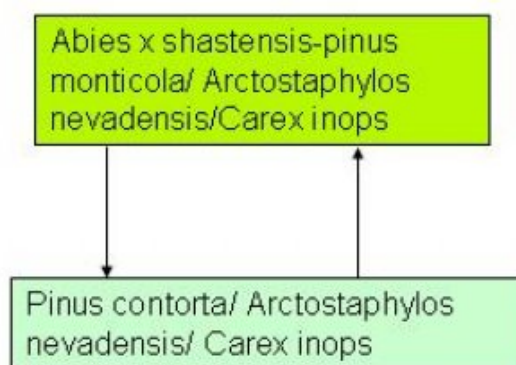 Abies x shastensis-pinus
monticola/ Arctostaphylos
nevadensis/Carex inops
Pinus contorta/ Arctostaphylos
nevadensis/ Carex inops